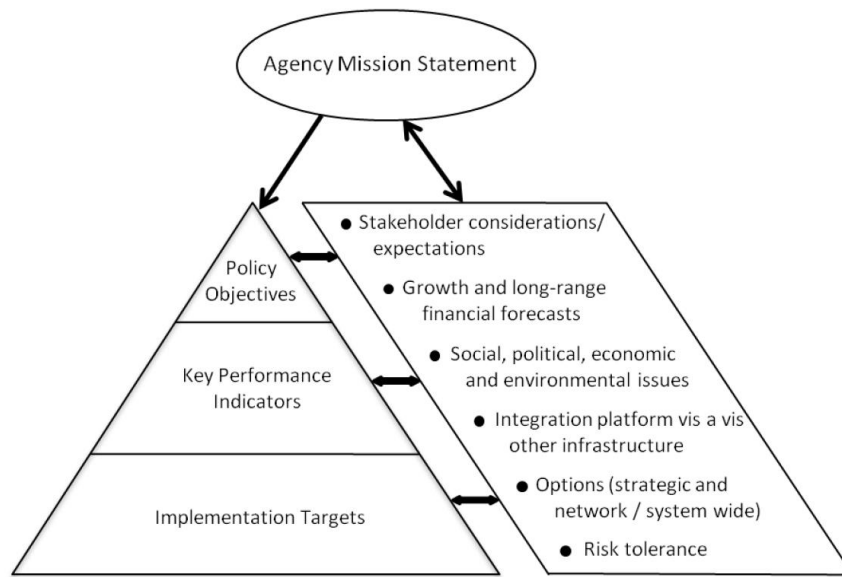 Agency Mission Statement
Policy
Objectives
Key Performance
Indicators
Implementation Targets
● Stakeholder considerations/
expectations
● Growth and long-range
financial forecasts
● Social, political, economic
and environmental issues
● Integration platform vis a vis
other infrastructure
● Options (strategic and
network / system wide)
● Risk tolerance